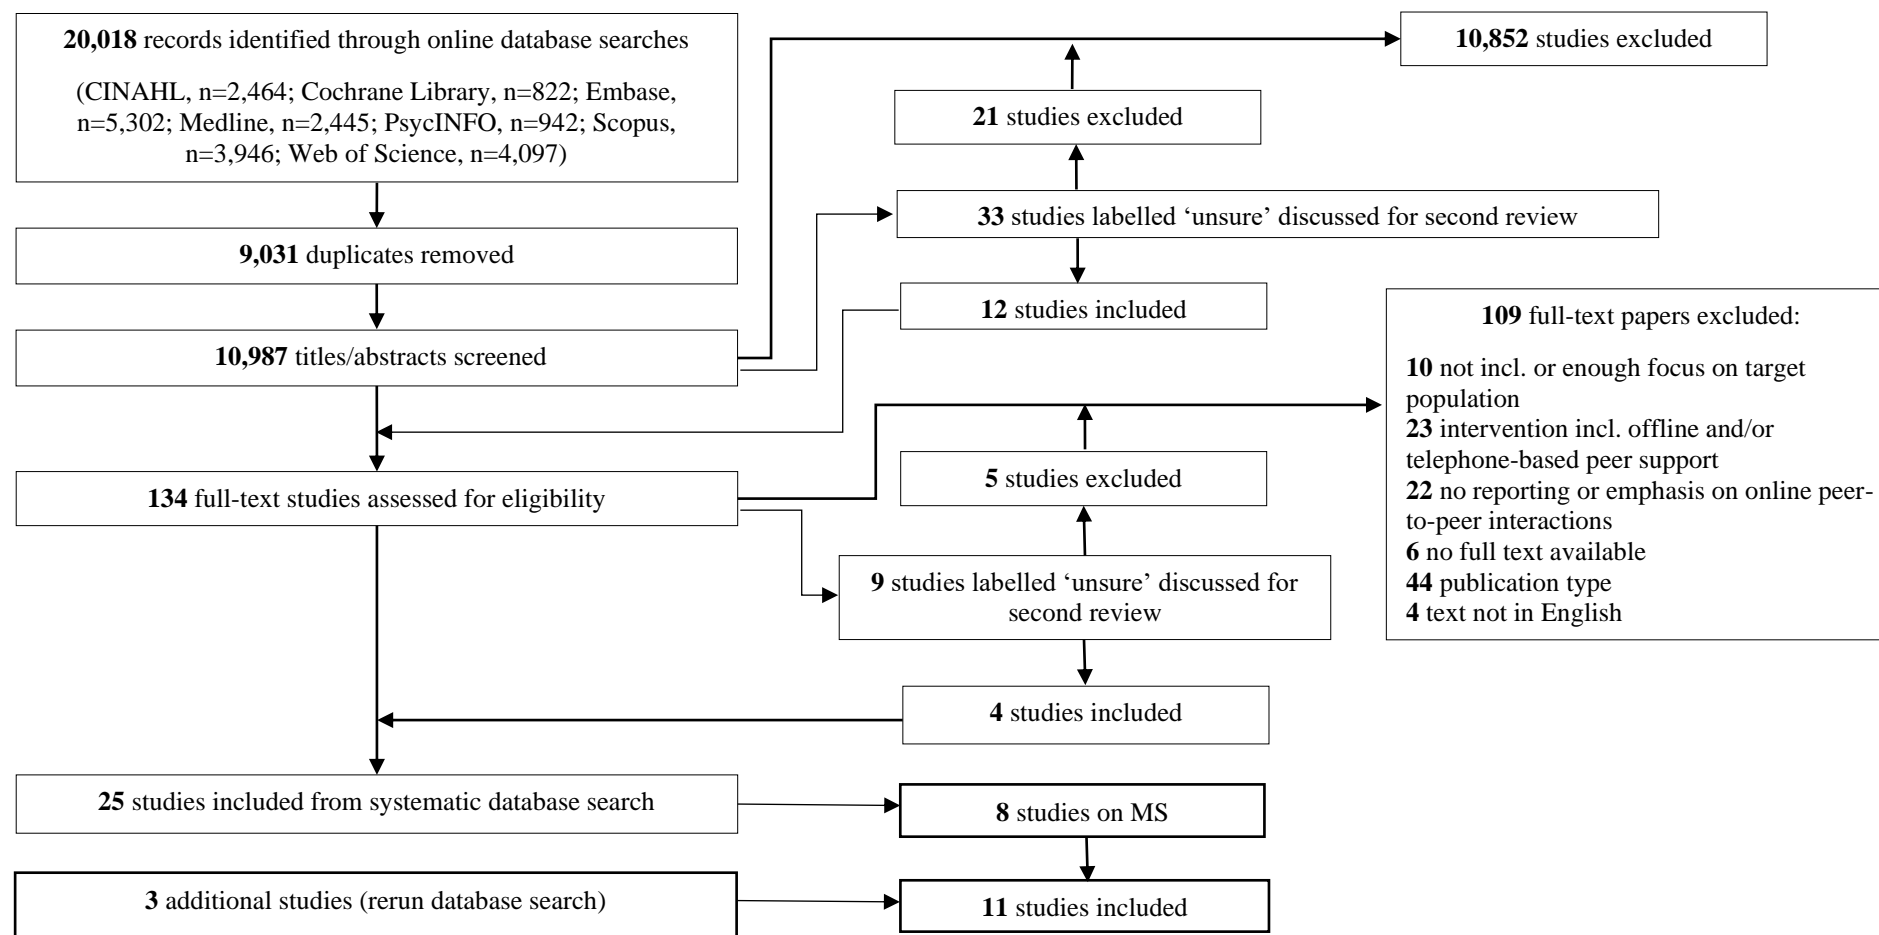 20,018 records identified through online database searches
(CINAHL, n=2,464; Cochrane Library, n=822; Embase,
n=5,302; Medline, n=2,445; PsycINFO, n=942; Scopus,
n=3,946; Web of Science, n=4,097)
10,852 studies excluded
21 studies excluded
33 studies labelled ‘unsure’ discussed for second review
9,031 duplicates removed
12 studies included
10,987 titles/abstracts screened
109 full-text papers excluded:
10 not incl. or enough focus on target
population
23 intervention incl. offline and/or
telephone-based peer support
22 no reporting or emphasis on online peer-
to-peer interactions
6 no full text available
44 publication type
4 text not in English
134 full-text studies assessed for eligibility
5 studies excluded
9 studies labelled ‘unsure’ discussed for
second review
4 studies included
25 studies included from systematic database search
8 studies on MS
3 additional studies (rerun database search)
11 studies included